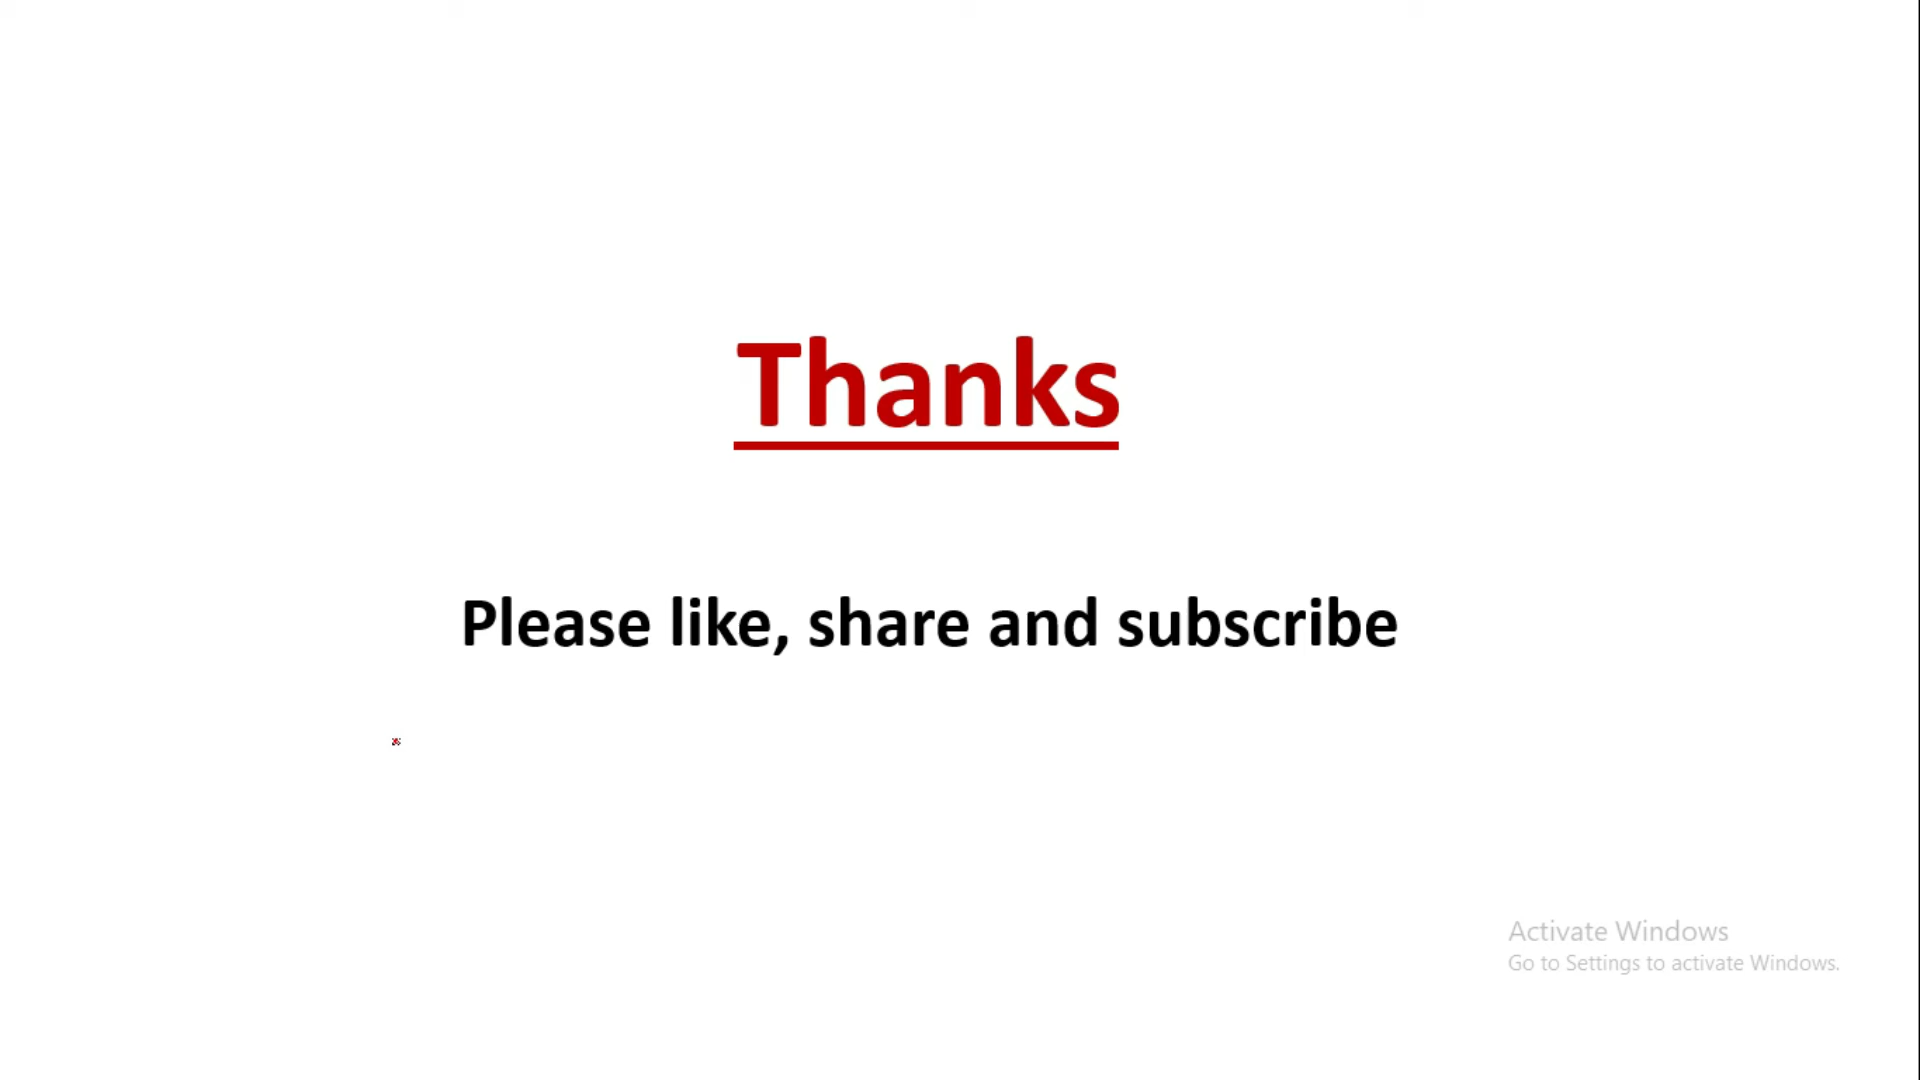 Thanks
Please like, share and subscribe
Activate Windows
Go to Settings to activate Windows.